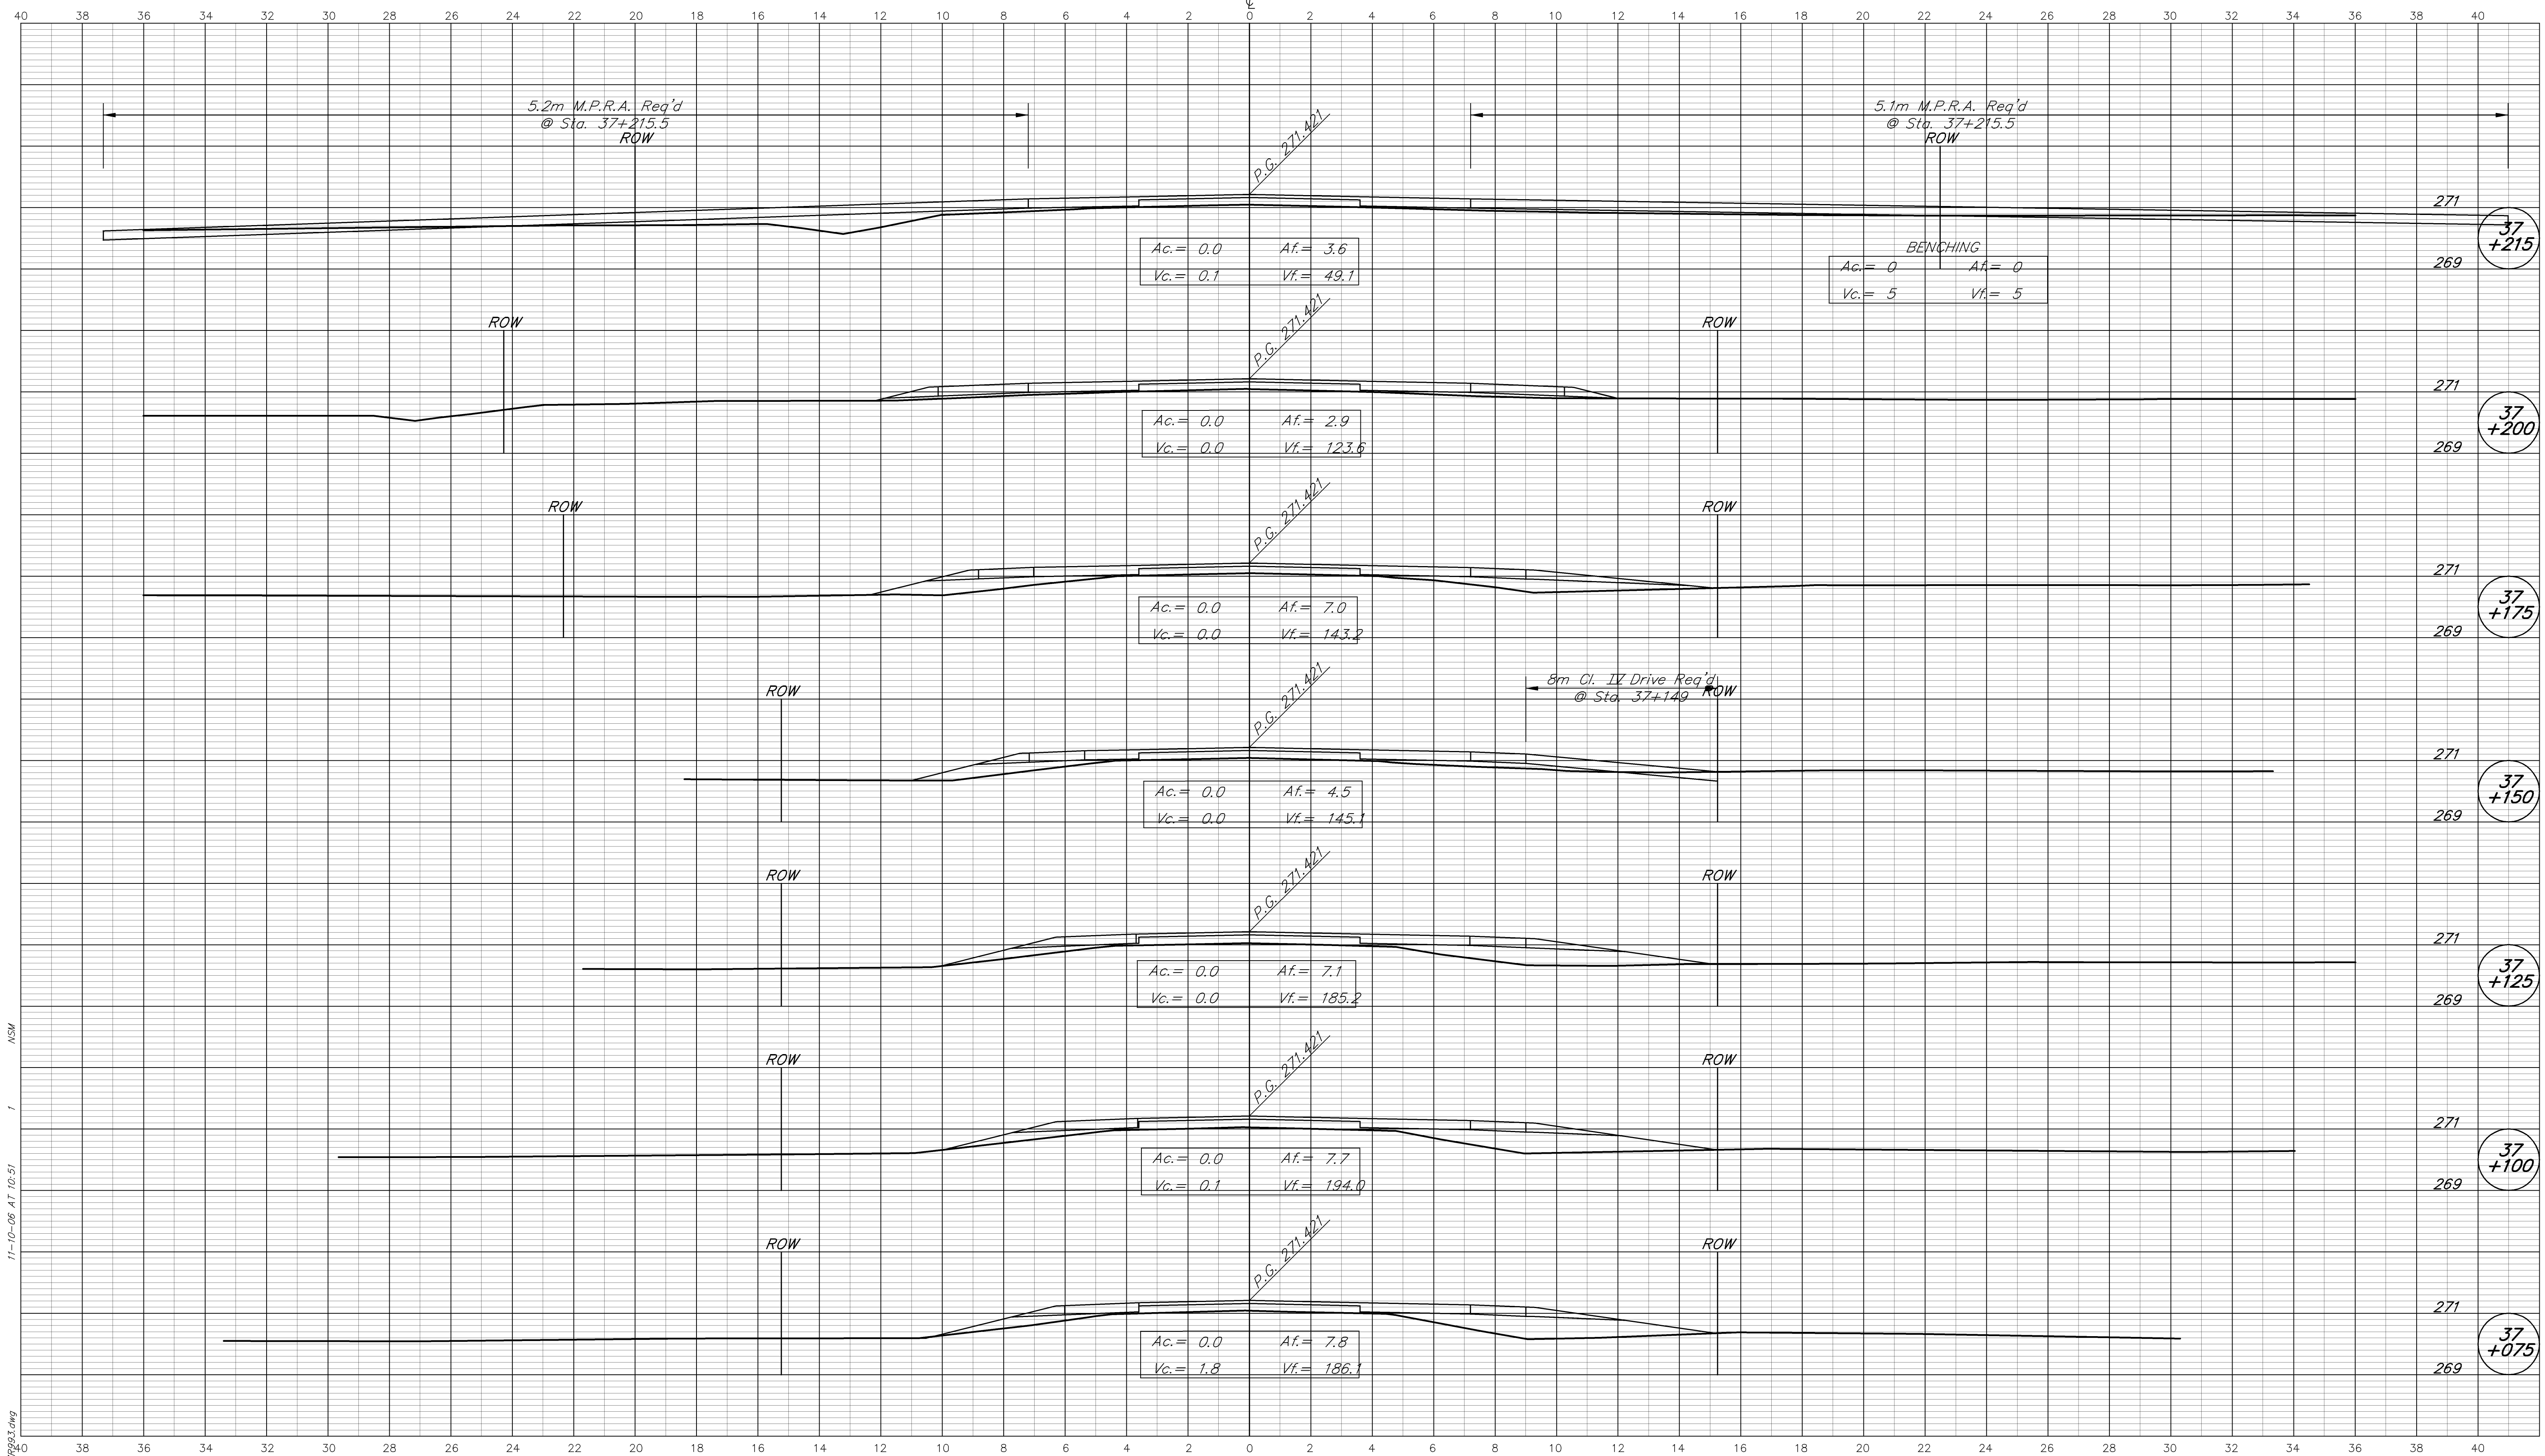 ℄
40 38 36 34 32 30 28 26 24 22 20 18 16 14 12 10 8 6 4 2 0 2 4 6 8 10 12 14 16 18 20 22 24 26 28 30 32 34 36 38 40
5.2m M.P.R.A. Req'd
@ Sta. 37+215.5
ROW
P.G. 271.421
5.1m M.P.R.A. Req'd
@ Sta. 37+215.5
ROW
271
37
+215
269
Ac.= 0.0 Af.= 3.6
Vc.= 0.1 Vf.= 49.1
BENCHING
Ac.= 0 Af.= 0
Vc.= 5 Vf.= 5
ROW
P.G. 271.421
ROW
271
37
+200
269
Ac.= 0.0 Af.= 2.9
Vc.= 0.0 Vf.= 123.6
ROW
P.G. 271.421
ROW
271
37
+175
269
Ac.= 0.0 Af.= 7.0
Vc.= 0.0 Vf.= 143.2
ROW
P.G. 271.421
8m Cl. IV Drive Req'd
@ Sta. 37+149
ROW
271
37
+150
269
Ac.= 0.0 Af.= 4.5
Vc.= 0.0 Vf.= 145.1
ROW
P.G. 271.421
ROW
271
37
+125
269
Ac.= 0.0 Af.= 7.1
Vc.= 0.0 Vf.= 185.2
ROW
P.G. 271.421
ROW
271
37
+100
269
Ac.= 0.0 Af.= 7.7
Vc.= 0.1 Vf.= 194.0
ROW
P.G. 271.421
ROW
271
37
+075
269
Ac.= 0.0 Af.= 7.8
Vc.= 1.8 Vf.= 186.1
40 38 36 34 32 30 28 26 24 22 20 18 16 14 12 10 8 6 4 2 0 2 4 6 8 10 12 14 16 18 20 22 24 26 28 30 32 34 36 38 40
11-10-06 AT 10:51 1 NSM